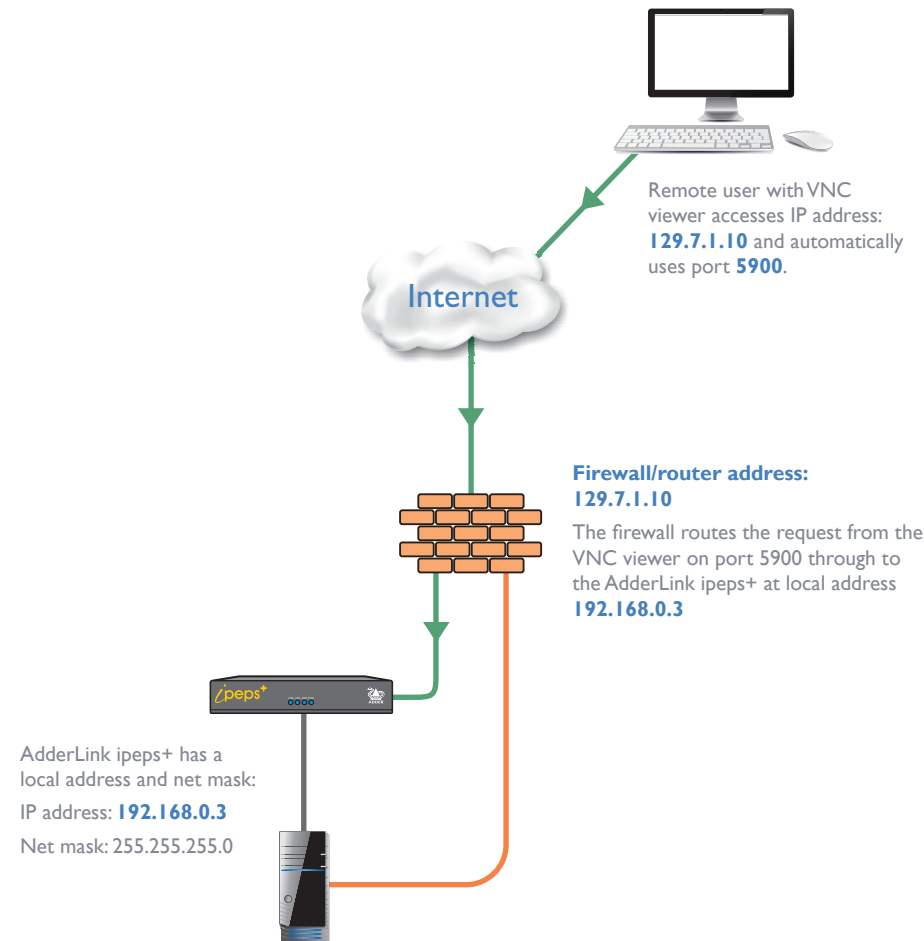 Remote user with VNC
viewer accesses IP address:
129.7.1.10 and automatically
uses port 5900.
Internet
Firewall/router address:
129.7.1.10
The firewall routes the request from the
VNC viewer on port 5900 through to
the AdderLink ipeps+ at local address
192.168.0.3
ipeps+
ADDER
AdderLink ipeps+ has a
local address and net mask:
IP address: 192.168.0.3
Net mask: 255.255.255.0